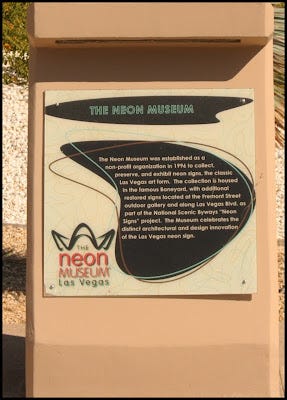 THE NEON MUSEUM
The Neon Museum was established as a
non-profit organization in 1996 to collect,
preserve, and exhibit neon signs, the classic
Las Vegas art form. The collection is housed
in the famous Boneyard, with additional
restored signs located at the Fremont Street
outdoor gallery and along Las Vegas Blvd. as
part of the National Scenic Byways "Neon
Signs" project. The Museum celebrates the
distinct architectural and design innovation
of the Las Vegas neon sign.
THE
neon
MUSEUM
Las Vegas